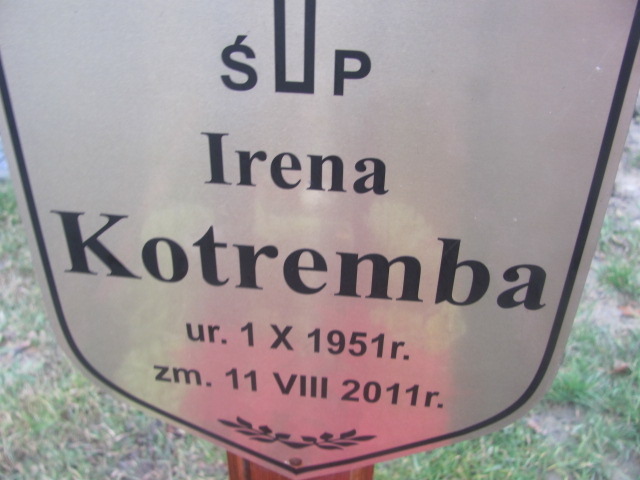 Ś P
Irena
Kotremba
ur. 1 X 1951r.
zm. 11 VIII 2011r.